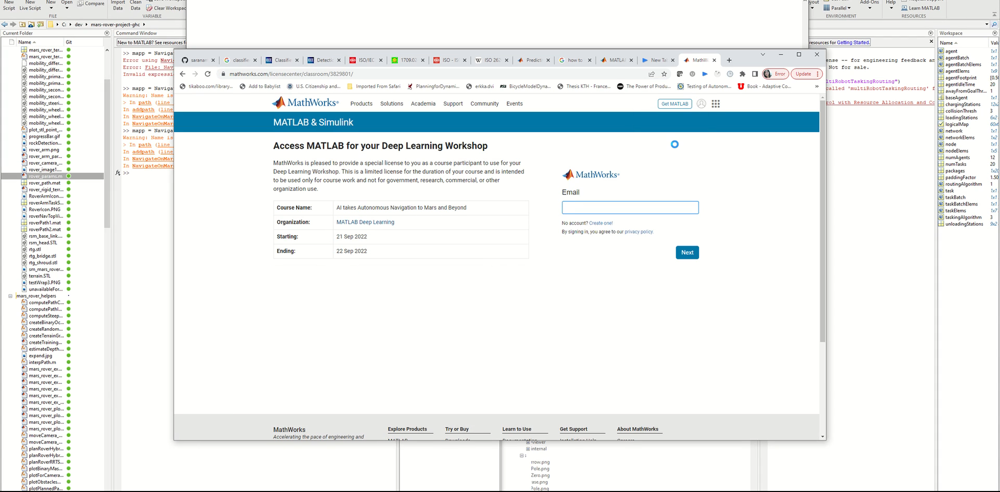 New Script
New Live Script
New
Open
Compare
Import Data
Clean Data
Clear Workspac
FILE
VARIABLE
Parallel
Add-Ons
Help
Learn MATLAB
ENVIRONMENT
RESOURCES
C: dev mars-rover-project-ghc
Current Folder
Name Git
mars_rover_ter...
mars_rover_ter...
mobility_differ...
mobility_differ...
mobility_prima...
mobility_prima...
mobility_secon...
mobility_secon...
mobility_steeri...
mobility_wheel...
mobility_wheel...
mobility_wheel...
plot_stl_point_...
progressBar.gif
rockDetection...
rover_arm.png
rover_arm_par...
rover_camera_...
rover_image1....
rover_params.m
rover_path.mat
rover_rigid_terr...
RoverArmIcon....
roverArmTaskS...
RoverIcon.PNG
roverNavTopVi...
roverPath1.mat
roverPath2.mat
rsm_base_link....
rsm_head.STL
rtg.stl
rtg_bridge.stl
rtg_shroud.stl
sm_mars_rover...
terrain.STL
testWrap3.PNG
unavailableFor...
mars_rover_helpers
computePathC...
computePathI...
computeSteep...
createBinaryOc...
createRandom...
createTerrainGr...
createTraining...
estimateDepth....
expand.jpg
interpPath.m
mars_rover_ex...
mars_rover_ex...
mars_rover_ex...
mars_rover_ex...
mars_rover_ex...
mars_rover_ex_...
mars_rover_plo...
mars_rover_plo...
mars_rover_plo...
mars_rover_plo...
moveCamera_...
moveCamera_...
planRoverHybr...
planRoverHybr...
planRoverRRTS...
plotBinaryMas...
plotForCamera...
plotObstacles...
plotPlannedPa...
Command Window
New to MATLAB? See resources f
>> mapp = Naviga
Error using Navi
Error: File: Nav
Invalid expressi
>> mapp = Naviga
Warning: Name is
> In path (line
In addpath (line
In NavigateOnMar
In NavigateOnMar
>> mapp = Naviga
Warning: Name is
> In path (line
In addpath (line
In NavigateOnMar
In NavigateOnMar
fx >>
saranar
classifie
Classifie
Detectic
ISO/IEC
1709.02
ISO - IS
ISO 262
Predicti
how to
MATLA
New Tal
MathW
mathworks.com/licensecenter/classroom/3829801/
Error
Update
tikaboo.com/library...
Add to Babylist
U.S. Citizenship and...
Imported From Safari
PlanningforDynami...
erkka.dvi
BicycleModelDyna...
Thesis KTH - France...
The Power of Produ...
Testing of Autonom...
Book - Adaptive Co...
MathWorks®
Products Solutions Academia Support Community Events
Get MATLAB
MATLAB & Simulink
Access MATLAB for your Deep Learning Workshop
MathWorks is pleased to provide a special license to you as a course participant to use for your
Deep Learning Workshop. This is a limited license for the duration of your course and is intended
to be used only for course work and not for government, research, commercial, or other
organization use.
Course Name: AI takes Autonomous Navigation to Mars and Beyond
Organization: MATLAB Deep Learning
Starting: 21 Sep 2022
Ending: 22 Sep 2022
MathWorks®
Email
No account? Create one!
By signing in, you agree to our privacy policy.
Next
MathWorks
Accelerating the pace of engineering and
Explore Products
Try or Buy
Learn to Use
Get Support
About MathWorks
internal
rrow.png
Pole.png
Zero.png
ase.png
Pole.png
resources for Getting Started.
ense -- for engineering feedback an
Not for sale.
ltiRobotTaskingRouting")
called 'multiRobotTaskingRouting' f
rol with Resource Allocation and Co
Workspace
Name Valu
agent 1x1
agentBatch 1x1
agentBatchElems 1x1
agentElems 1x9
agentFootprint [0.50
agentIdleTime 20
awayFromGoalThr... 1
baseAgent 1x1
chargingStations 12x2
collisionThresh 3
loadingStations 6x2
logicalMap 60x6
network 1x1
networkElems 1x2
node 1x1
nodeElems 1x5
numAgents 12
numTasks 20
packages 1x20
paddingFactor 1.50
routingAlgorithm 1
task 1x1
taskBatch 1x1
taskBatchElems 1x1
taskElems 1x7
taskingAlgorithm 3
unloadingStations 9x2